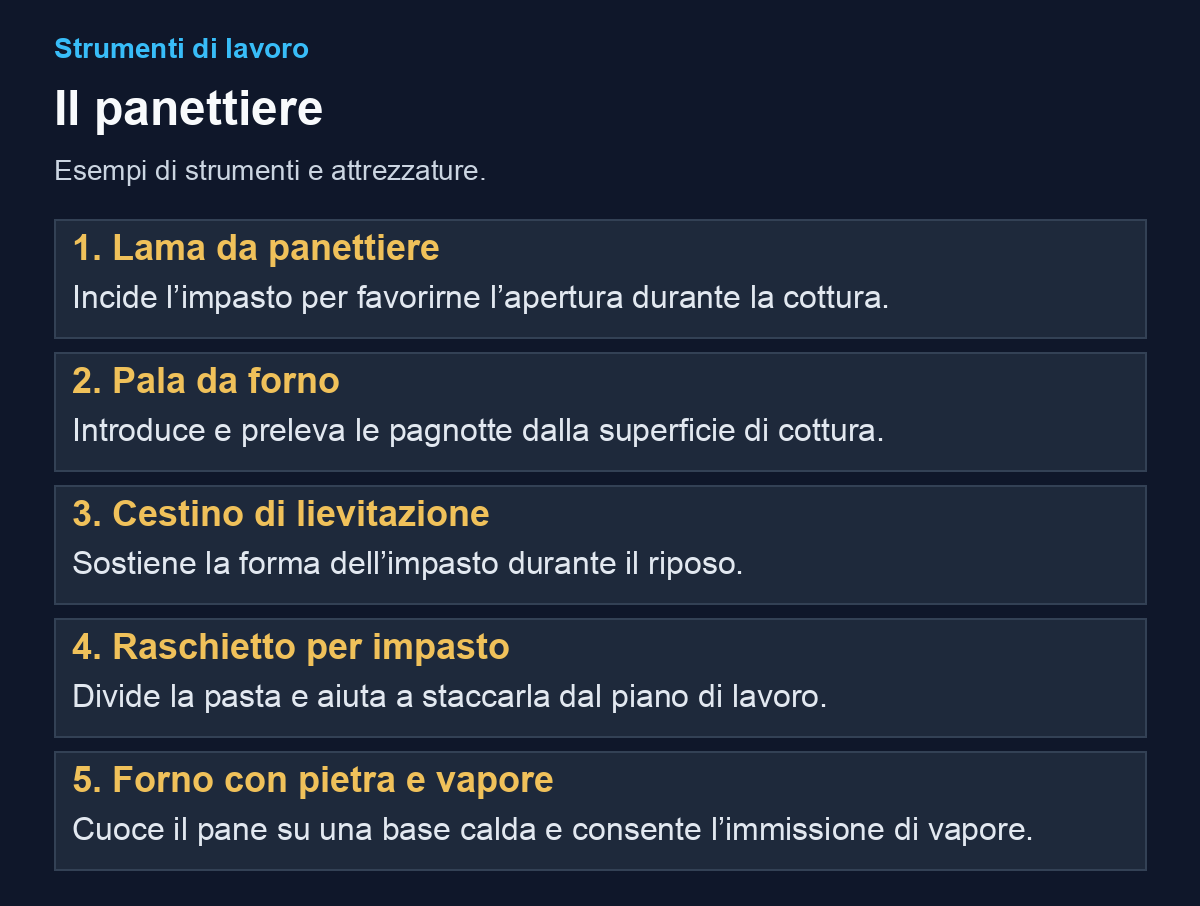 Strumenti di lavoro
Il panettiere
Esempi di strumenti e attrezzature.
1. Lama da panettiere
Incide l’impasto per favorirne l’apertura durante la cottura.
2. Pala da forno
Introduce e preleva le pagnotte dalla superficie di cottura.
3. Cestino di lievitazione
Sostiene la forma dell’impasto durante il riposo.
4. Raschietto per impasto
Divide la pasta e aiuta a staccarla dal piano di lavoro.
5. Forno con pietra e vapore
Cuoce il pane su una base calda e consente l’immissione di vapore.